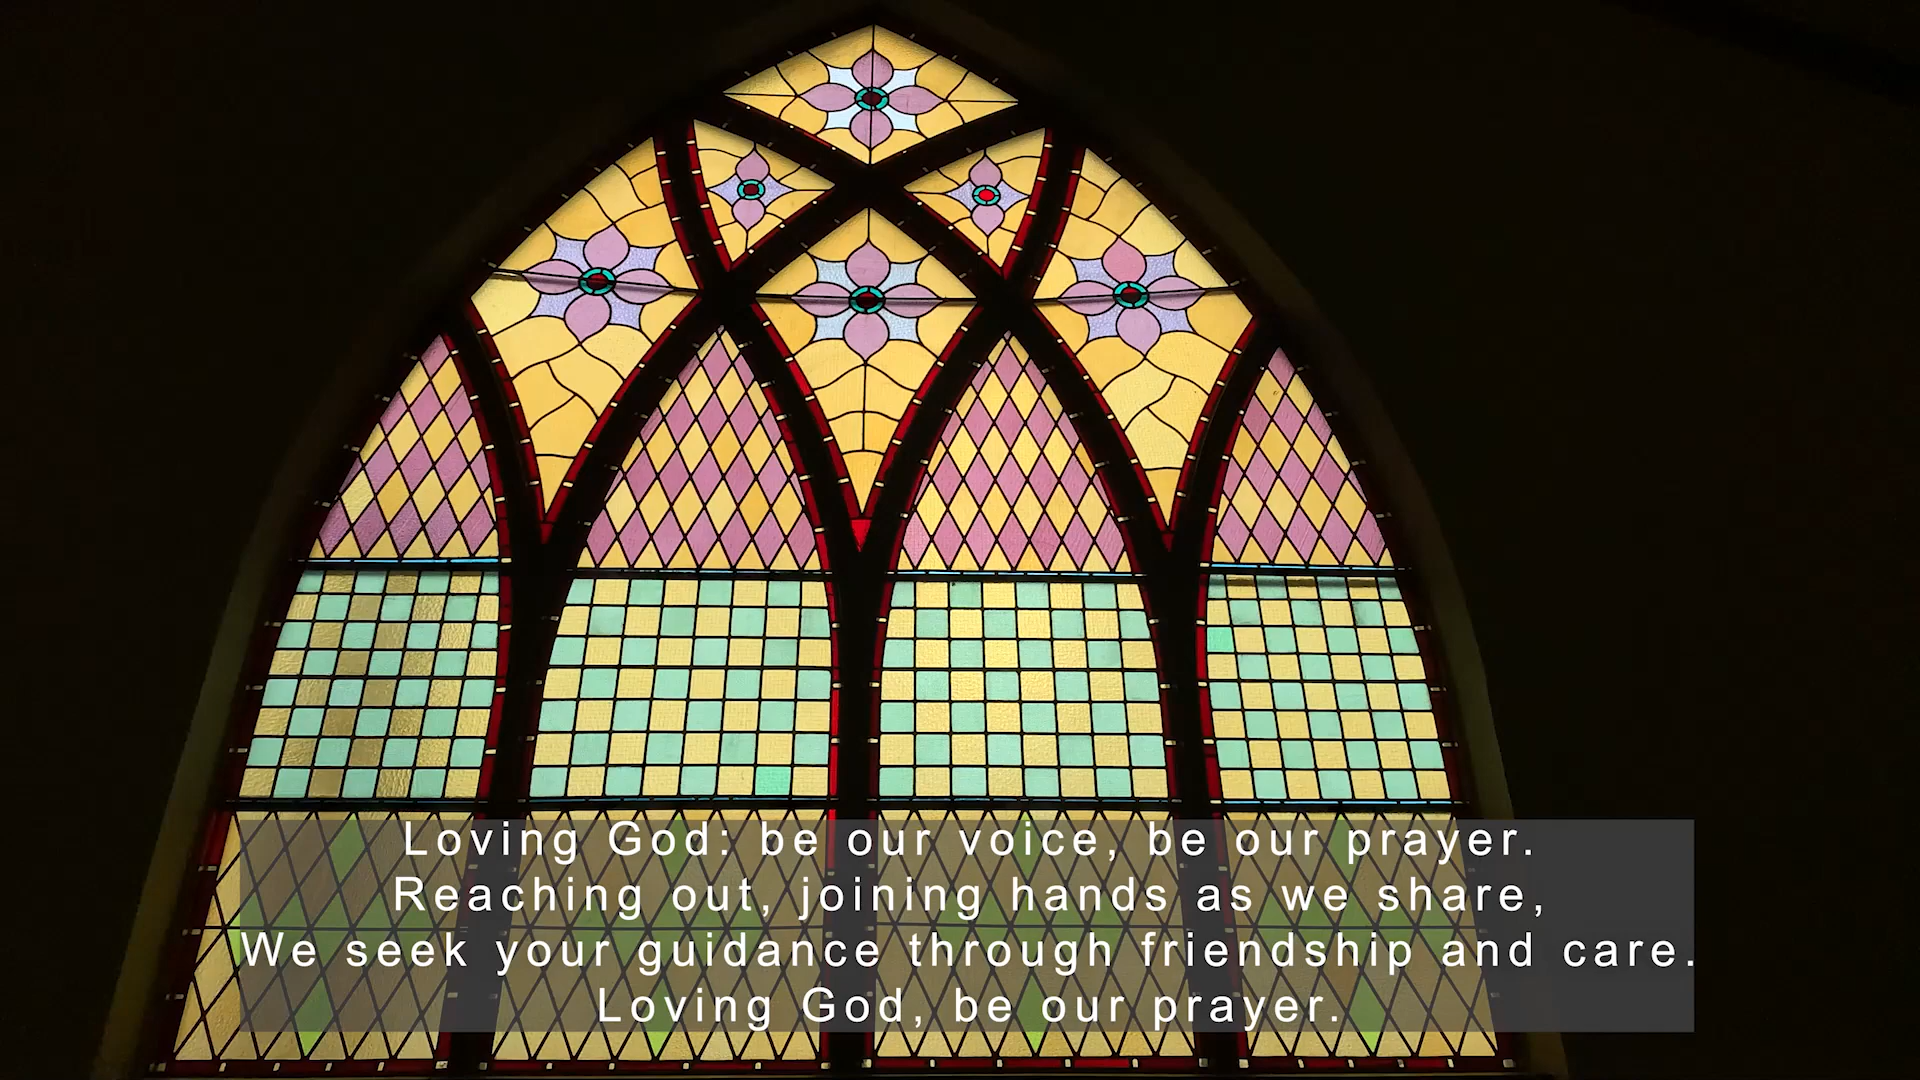 Loving God: be our voice, be our prayer.
Reaching out, joining hands as we share,
We seek your guidance through friendship and care.
Loving God, be our prayer.